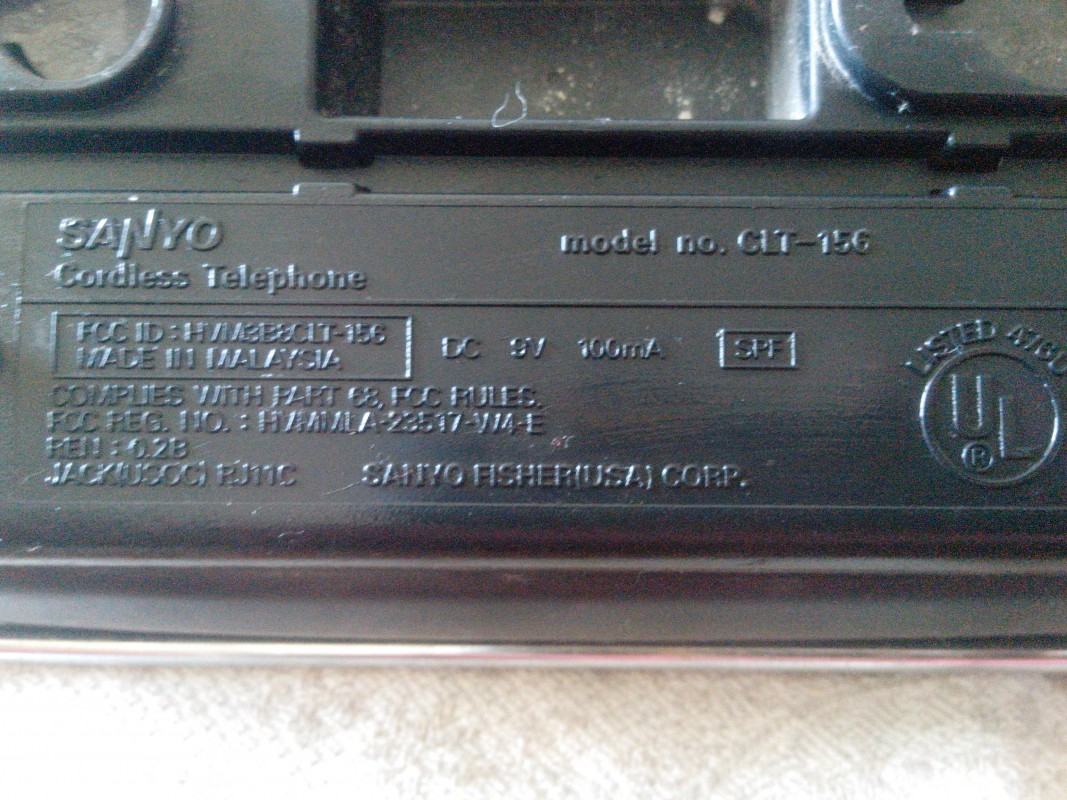 SANYO
model no. CLT-156
Cordless Telephone
FCC ID : HVM3B8CLT-156
MADE IN MALAYSIA
DC 9V 100mA
SPF
COMPLIES WITH PART 68, FCC RULES.
FCC REG. NO. : HVMMLA-23517-W4-E
REN : 0.2B
JACK(USOC) RJ11C
SANYO FISHER(USA) CORP.
LISTED 476U
UL
®